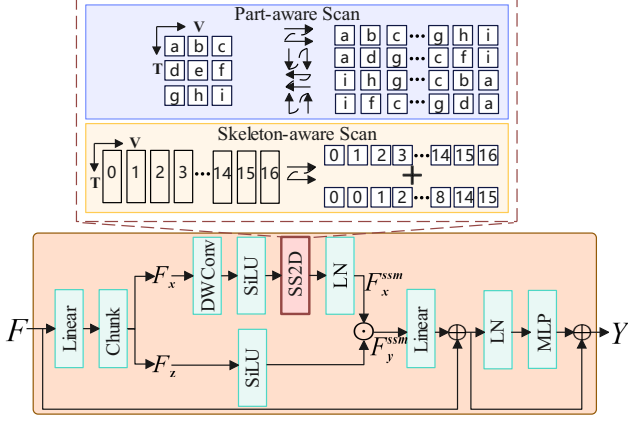 Part-aware Scan
V
T
a b c
d e f
g h i
a b c ··· g h i
a d g ··· c f i
i h g ··· c b a
i f c ··· g d a
Skeleton-aware Scan
V
T
0 1 2 3 ··· 14 15 16
0 1 2 3 ··· 14 15 16
+
0 0 1 2 ··· 8 14 15
F
Linear
Chunk
F_x
DWConv
SiLU
SS2D
LN
F_x^{ssm}
F_z
SiLU
F_y^{ssm}
Linear
LN
MLP
Y